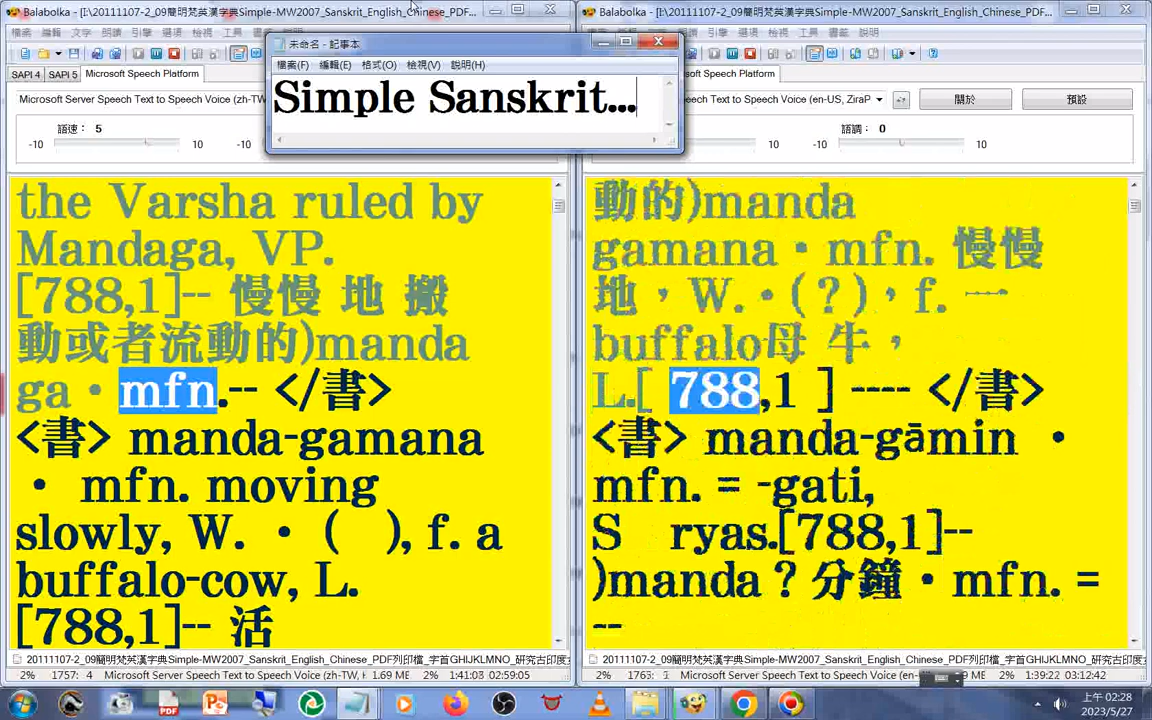 Balabolka - [I:\20111107-2_09簡明梵英漢字典Simple-MW2007_Sanskrit_English_Chinese_PDF...
SAPI 4 SAPI 5 Microsoft Speech Platform
Microsoft Server Speech Text to Speech Voice (zh-TW,
語速： 5
-10 10 -10
the Varsha ruled by
Mandaga, VP.
[788,1]-- 慢慢 地 搬
動或者流動的)manda
ga・ mfn.-- </書>
<書> manda-gamana
・ mfn. moving
slowly, W.・( ), f. a
buffalo-cow, L.
[788,1]-- 活
20111107-2_09簡明梵英漢字典Simple-MW2007_Sanskrit_English_Chinese_PDF列印檔_字首GHIJKLMNO_研究古印度
2% 1757: 4 Microsoft Server Speech Text to Speech Voice (zh-TW, 1.69 MB 2% 1:41:03 02:59:05
未命名 - 記事本
檔案(F) 編輯(E) 格式(O) 檢視(V) 說明(H)
Simple Sanskrit...
Balabolka - [I:\20111107-2_09簡明梵英漢字典Simple-MW2007_Sanskrit_English_Chinese_PDF...
Microsoft Speech Platform
ech Text to Speech Voice (en-US, ZiraP 關於 預設
語調： 0
10 -10 10
動的)manda
gamana・mfn. 慢慢
地，W.・(？)，f. 一
buffalo母 牛，
L.[ 788,1 ] ---- </書>
<書> manda-gāmin ・
mfn. = -gati,
S ryas.[788,1]--
)manda？分鐘・mfn. =
--
20111107-2_09簡明梵英漢字典Simple-MW2007_Sanskrit_English_Chinese_PDF列印檔_字首GHIJKLMNO_研究古印度
2% 1763: Microsoft Server Speech Text to Speech Voice (en-US, 2% 1:39:22 03:12:42
上午 02:28
2023/5/27